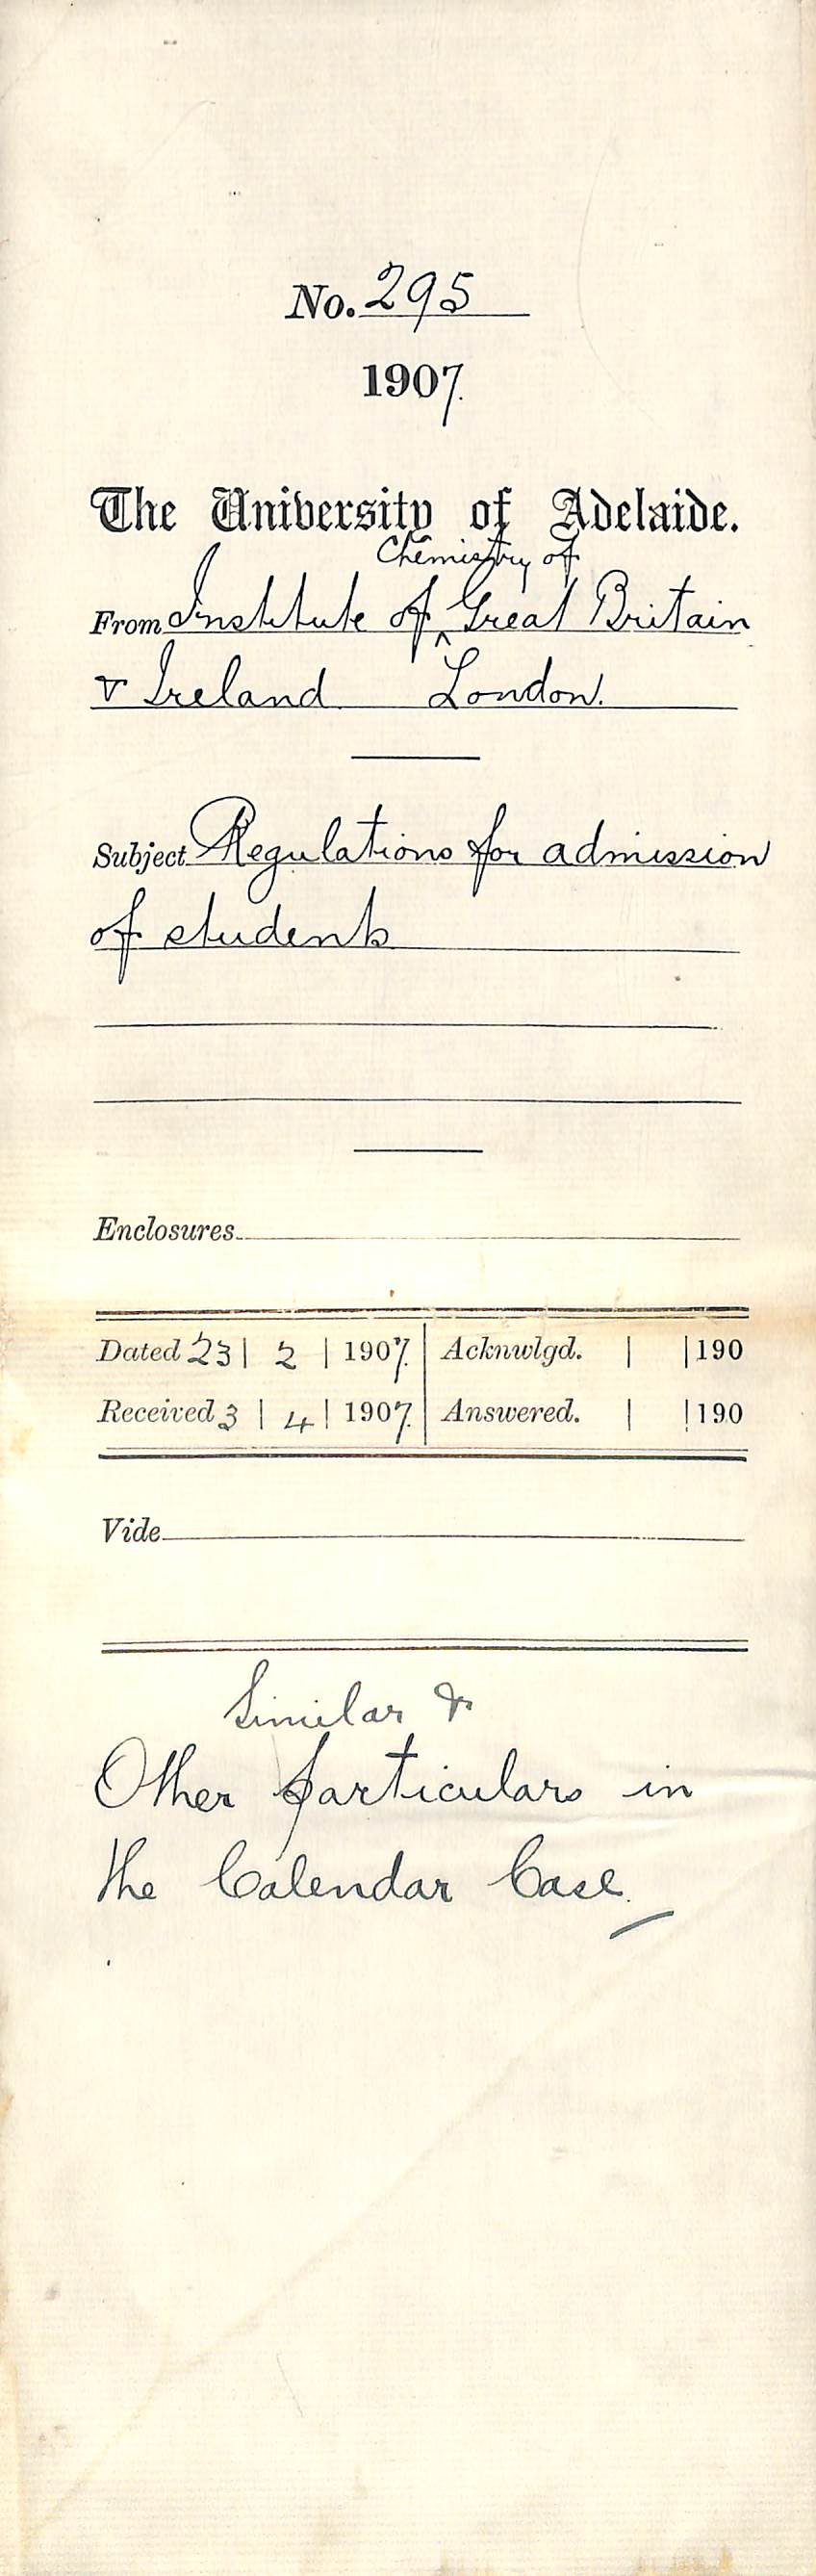 No. 295
1907.
The University of Adelaide.
Chemistry of
From Institute of ^ Great Britain
& Ireland London.
Subject Regulations for admission
of students
Enclosures
Dated 23 | 2 | 1907. | Acknwlgd. | | 190
Received 3 | 4 | 1907. | Answered. | | 190
Vide
Similar &
Other particulars in
the Calendar Case.